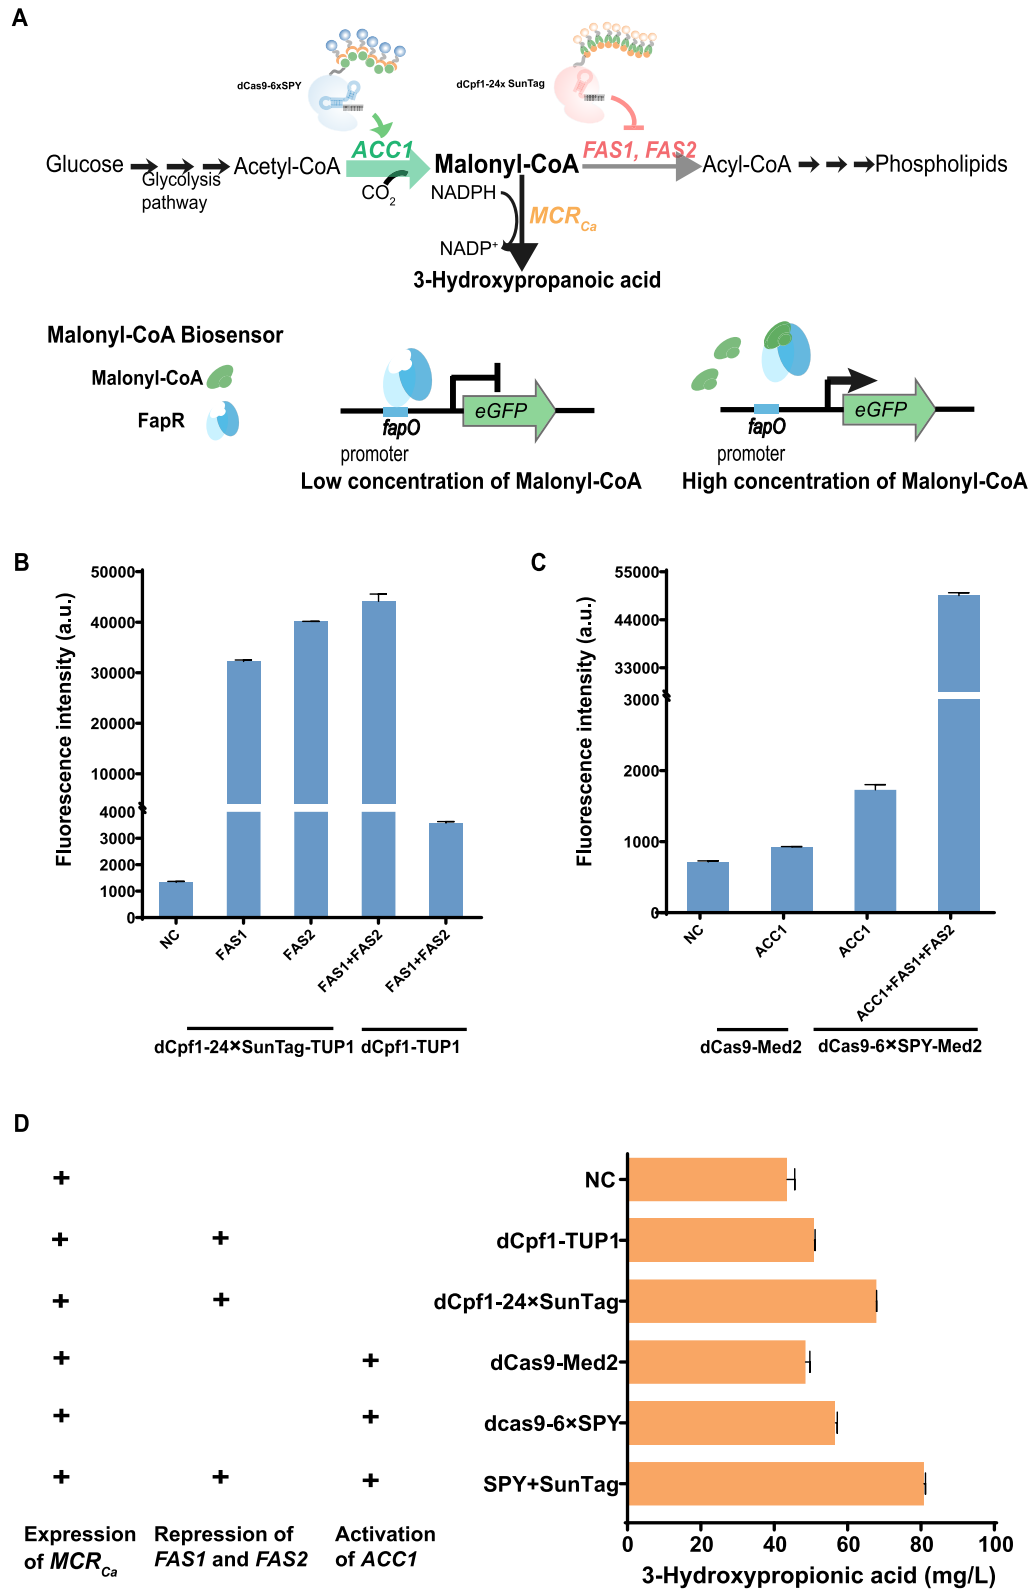 A
dCas9-6xSPY
dCpf1-24x SunTag
ACC1
FAS1, FAS2
Glucose
Acetyl-CoA
Malonyl-CoA
Acyl-CoA
Phospholipids
Glycolysis
pathway
CO2
NADPH
MCRCa
NADP+
3-Hydroxypropanoic acid
Malonyl-CoA Biosensor
Malonyl-CoA
FapR
eGFP
fapO
promoter
Low concentration of Malonyl-CoA
eGFP
fapO
promoter
High concentration of Malonyl-CoA
B
Fluorescence intensity (a.u.)
50000
40000
30000
20000
10000
4000
3000
2000
1000
0
NC
FAS1
FAS2
FAS1+FAS2
FAS1+FAS2
dCpf1-24×SunTag-TUP1
dCpf1-TUP1
C
Fluorescence intensity (a.u.)
55000
44000
33000
3000
2000
1000
0
NC
ACC1
ACC1
ACC1+FAS1+FAS2
dCas9-Med2
dCas9-6×SPY-Med2
D
+
NC
+ +
dCpf1-TUP1
+ +
dCpf1-24×SunTag
+ +
dCas9-Med2
+ +
dcas9-6×SPY
+ + +
SPY+SunTag
Expression
of MCRCa
Repression of
FAS1 and FAS2
Activation
of ACC1
0 20 40 60 80 100
3-Hydroxypropionic acid (mg/L)